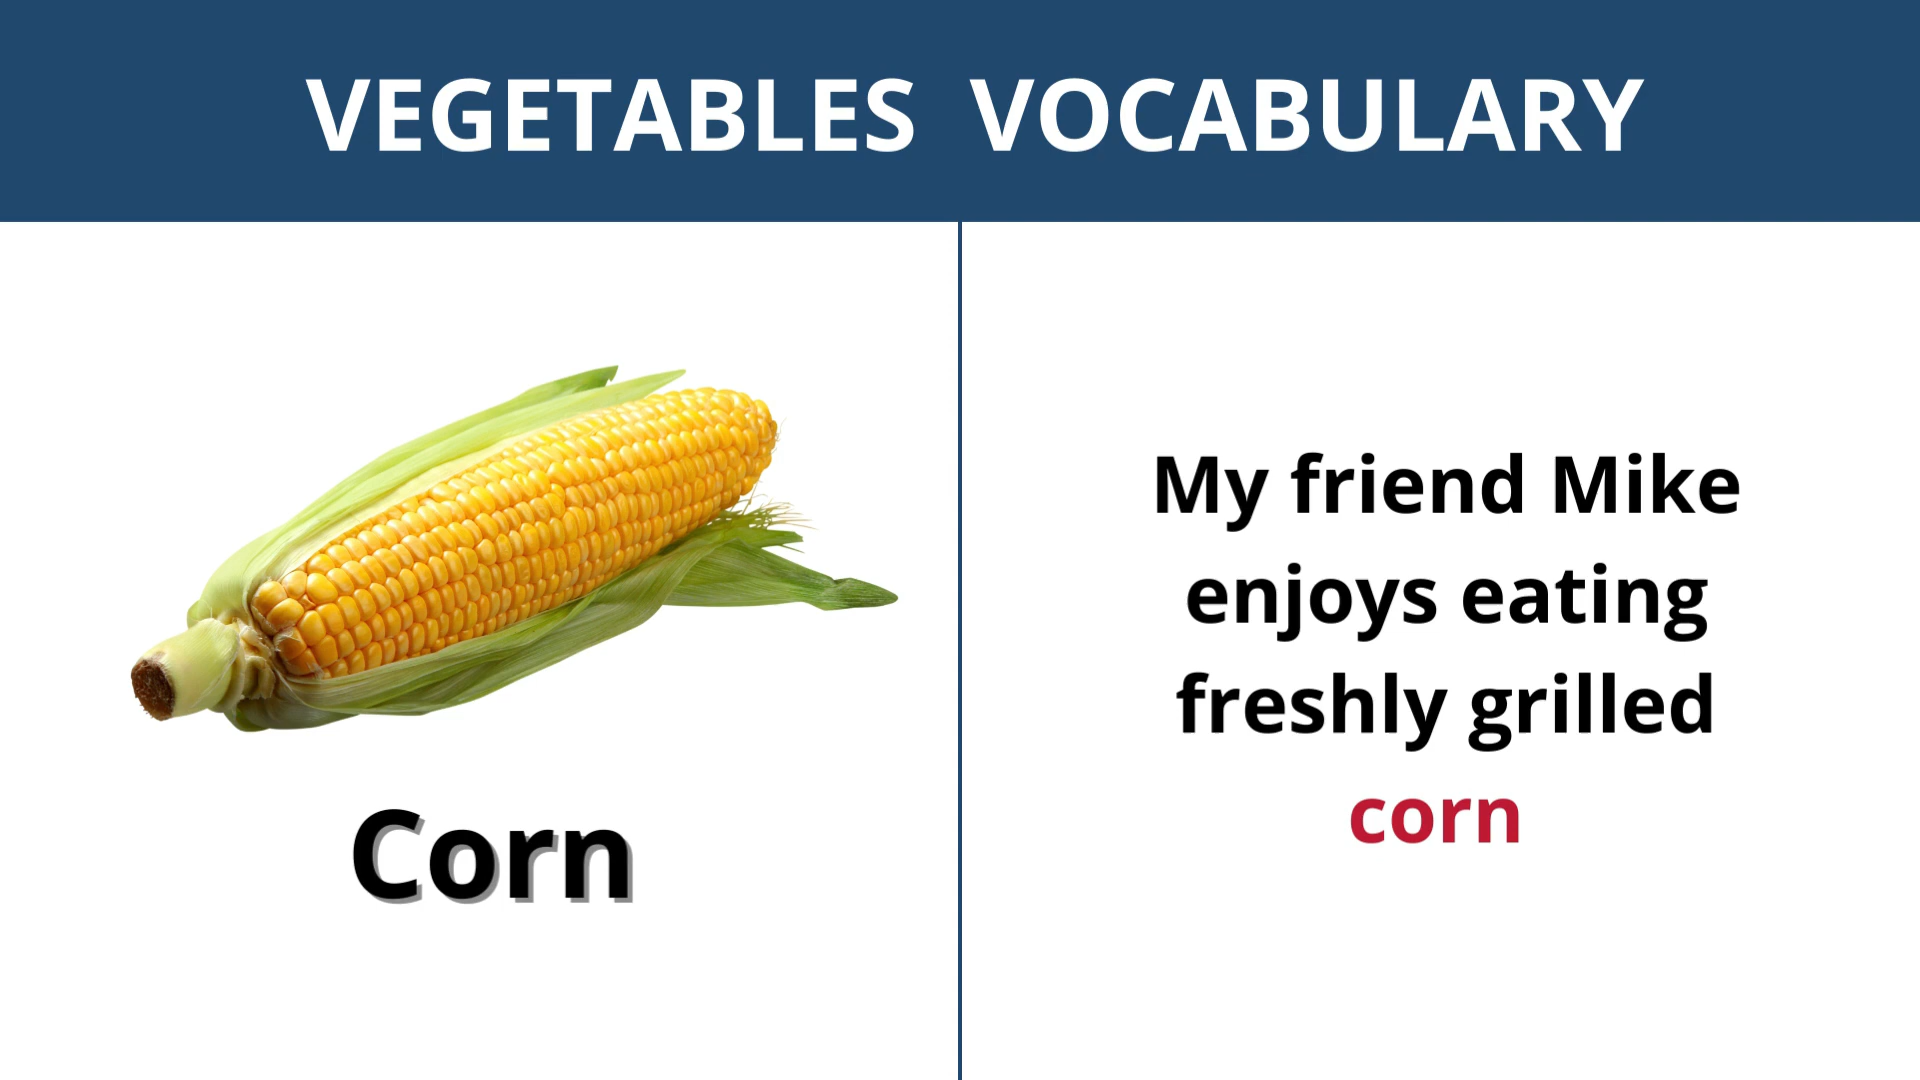 VEGETABLES VOCABULARY
Corn
My friend Mike
enjoys eating
freshly grilled
corn